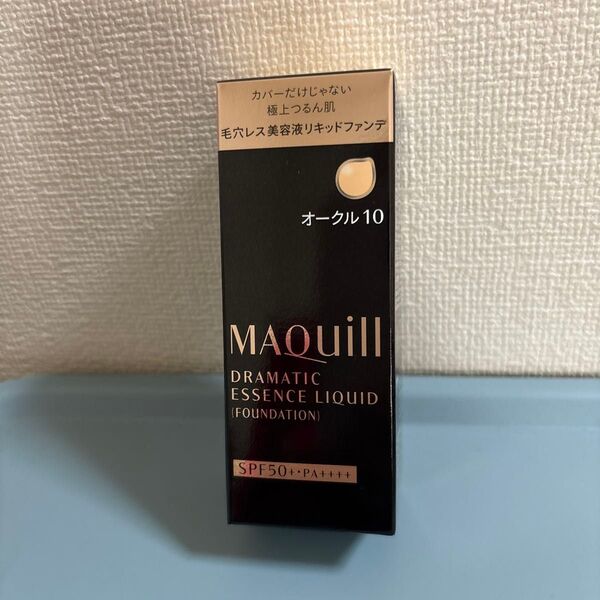 カバーだけじゃない
極上つるん肌
毛穴レス美容液リキッドファンデ
オークル10
MAQuill
DRAMATIC
ESSENCE LIQUID
(FOUNDATION)
SPF50+・PA++++